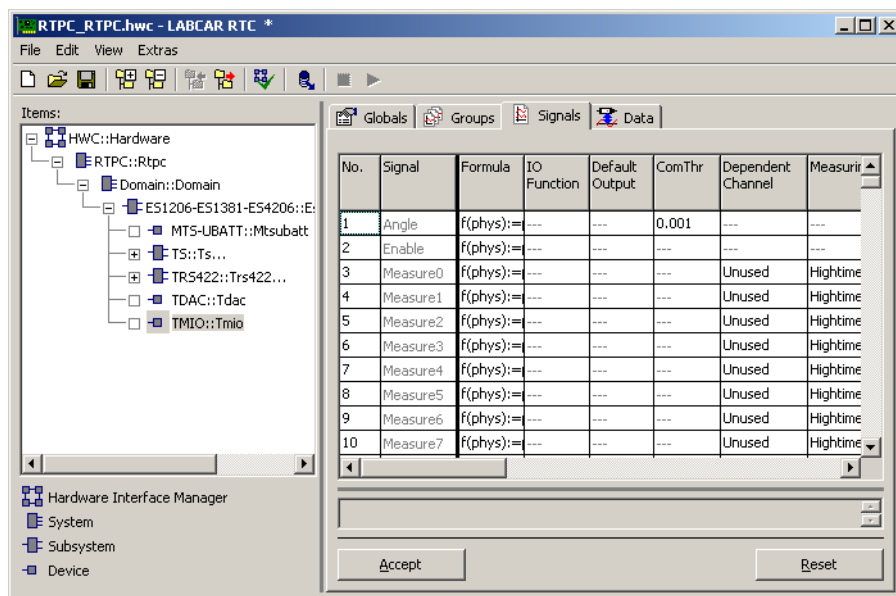 RTPC_RTPC.hwc - LABCAR RTC *
File Edit View Extras
Items:
HWC::Hardware
RTPC::Rtpc
Domain::Domain
ES1206-ES1381-ES4206::E
MTS-UBATT::Mtsubatt
TS::Ts...
TRS422::Trs422...
TDAC::Tdac
TMIO::Tmio
Hardware Interface Manager
System
Subsystem
Device
Globals Groups Signals Data
No. Signal Formula IO Function Default Output ComThr Dependent Channel Measurin
1 Angle f(phys):= --- --- 0.001 --- ---
2 Enable f(phys):= --- --- --- --- ---
3 Measure0 f(phys):= --- --- --- Unused Hightime
4 Measure1 f(phys):= --- --- --- Unused Hightime
5 Measure2 f(phys):= --- --- --- Unused Hightime
6 Measure3 f(phys):= --- --- --- Unused Hightime
7 Measure4 f(phys):= --- --- --- Unused Hightime
8 Measure5 f(phys):= --- --- --- Unused Hightime
9 Measure6 f(phys):= --- --- --- Unused Hightime
10 Measure7 f(phys):= --- --- --- Unused Hightime
Accept Reset